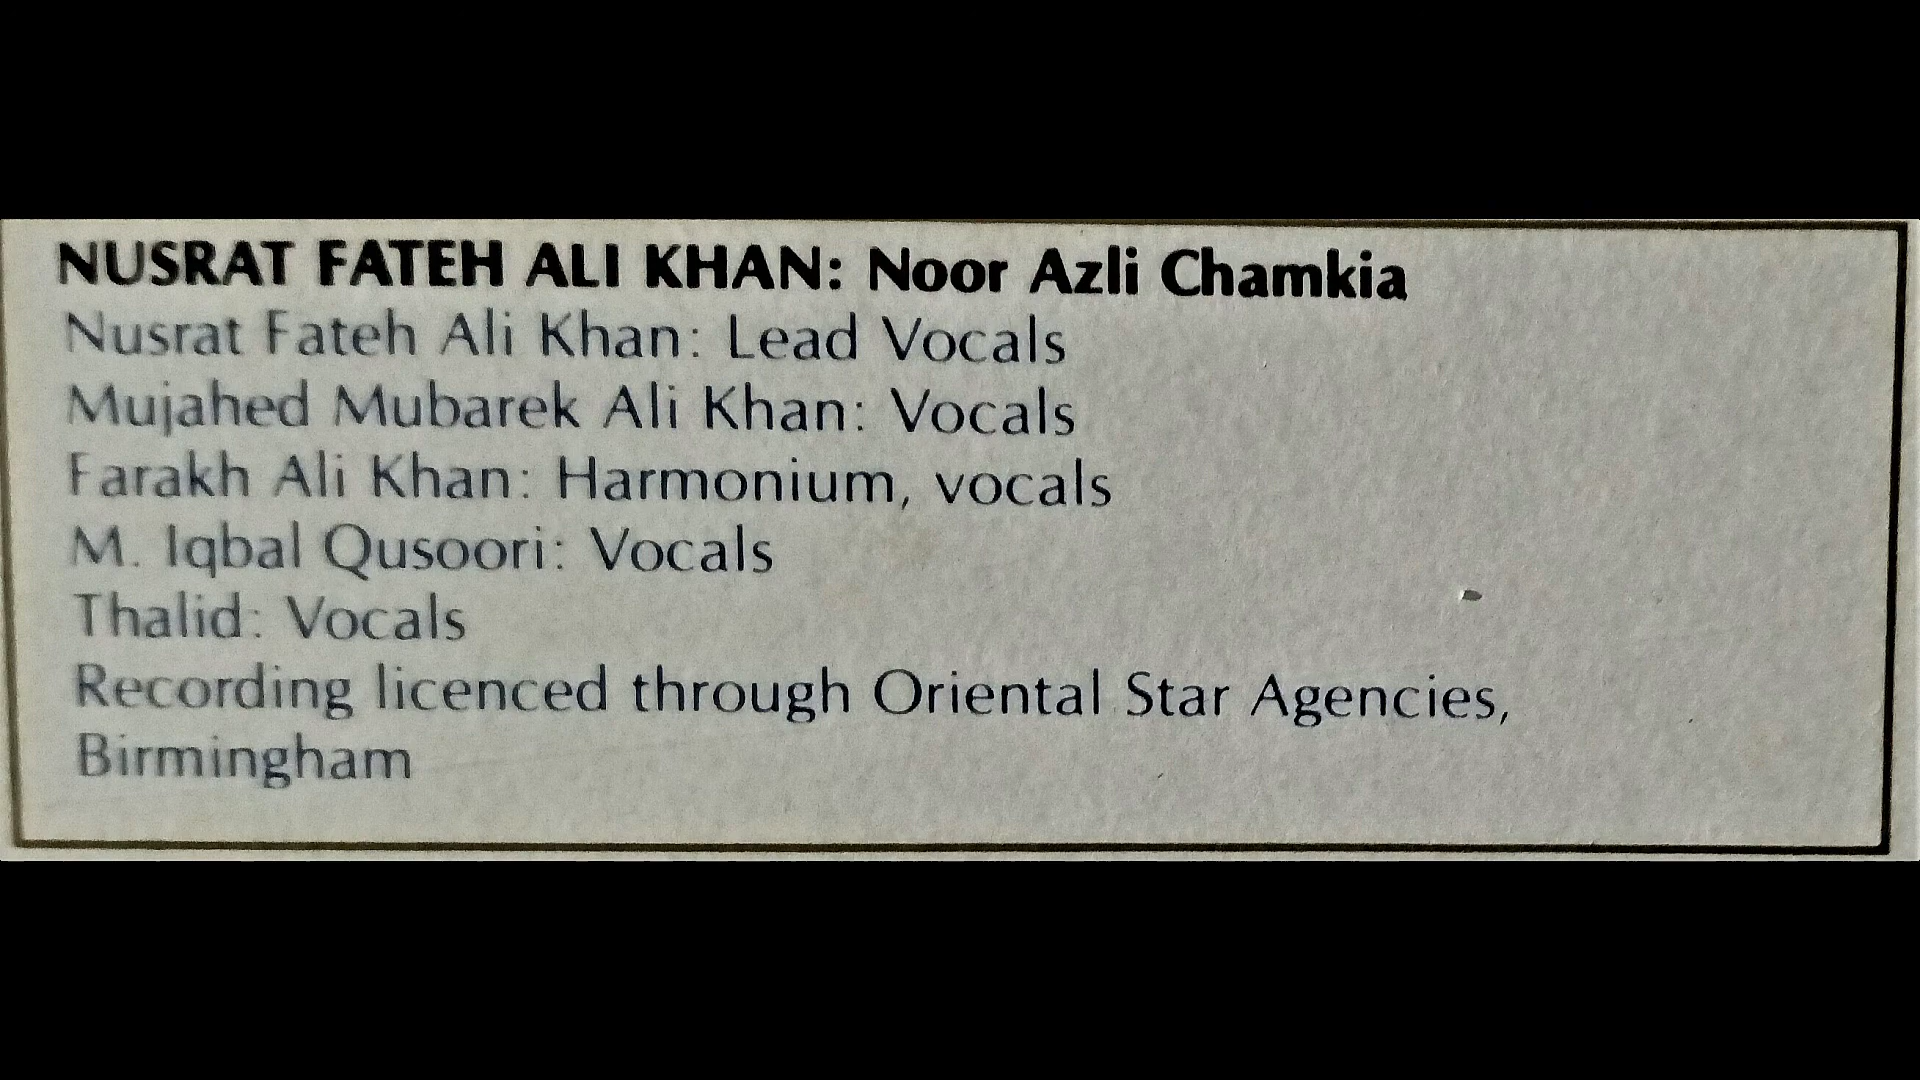 NUSRAT FATEH ALI KHAN: Noor Azli Chamkia
Nusrat Fateh Ali Khan: Lead Vocals
Mujahed Mubarek Ali Khan: Vocals
Farakh Ali Khan: Harmonium, vocals
M. Iqbal Qusoori: Vocals
Thalid: Vocals
Recording licenced through Oriental Star Agencies,
Birmingham